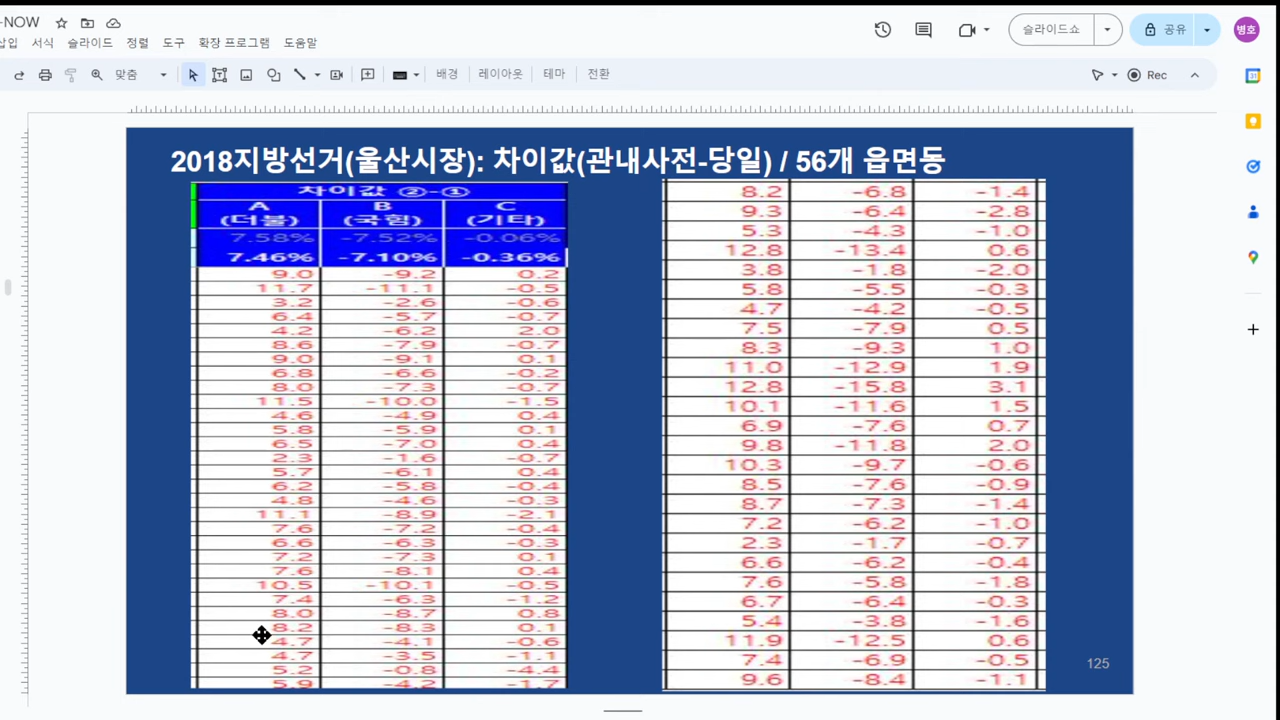 -NOW
삽입 서식 슬라이드 정렬 도구 확장 프로그램 도움말
슬라이드쇼
공유
병호
맞춤
배경 레이아웃 테마 전환
Rec
31
2018지방선거(울산시장): 차이값(관내사전-당일) / 56개 읍면동
차이값 ②-①
A B C
(더불) (국힘) (기타)
7.58% -7.52% -0.06%
7.46% -7.10% -0.36%
9.0 -9.2 0.2
11.7 -11.1 -0.5
3.2 -2.6 -0.6
6.4 -5.7 -0.7
4.2 -6.2 2.0
8.6 -7.9 -0.7
9.0 -9.1 0.1
6.8 -6.6 -0.2
8.0 -7.3 -0.7
11.5 -10.0 -1.5
4.6 -4.9 0.4
5.8 -5.9 0.1
6.5 -7.0 0.4
2.3 -1.6 -0.7
5.7 -6.1 0.4
6.2 -5.8 -0.4
4.8 -4.6 -0.3
11.1 -8.9 -2.1
7.6 -7.2 -0.4
6.6 -6.3 -0.3
7.2 -7.3 0.1
7.6 -8.1 0.4
10.5 -10.1 -0.5
7.4 -6.3 -1.2
8.0 -8.7 0.8
8.2 -8.3 0.1
4.7 -4.1 -0.6
4.7 -3.5 -1.1
5.2 -0.8 -4.4
5.9 -4.2 -1.7
8.2 -6.8 -1.4
9.3 -6.4 -2.8
5.3 -4.3 -1.0
12.8 -13.4 0.6
3.8 -1.8 -2.0
5.8 -5.5 -0.3
4.7 -4.2 -0.5
7.5 -7.9 0.5
8.3 -9.3 1.0
11.0 -12.9 1.9
12.8 -15.8 3.1
10.1 -11.6 1.5
6.9 -7.6 0.7
9.8 -11.8 2.0
10.3 -9.7 -0.6
8.5 -7.6 -0.9
8.7 -7.3 -1.4
7.2 -6.2 -1.0
2.3 -1.7 -0.7
6.6 -6.2 -0.4
7.6 -5.8 -1.8
6.7 -6.4 -0.3
5.4 -3.8 -1.6
11.9 -12.5 0.6
7.4 -6.9 -0.5
9.6 -8.4 -1.1
125